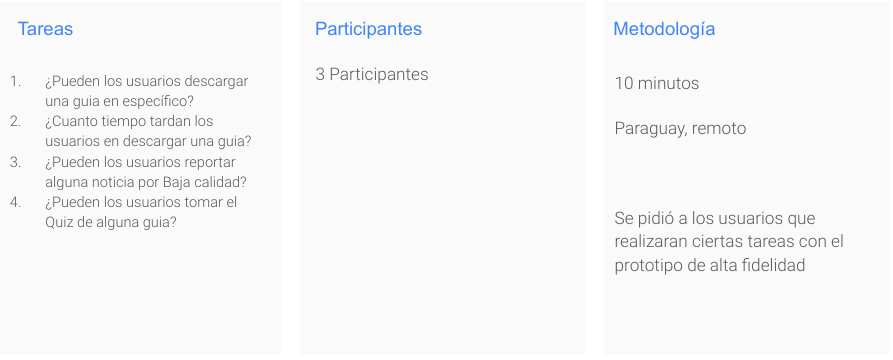 Tareas
1. ¿Pueden los usuarios descargar
una guia en específico?
2. ¿Cuanto tiempo tardan los
usuarios en descargar una guia?
3. ¿Pueden los usuarios reportar
alguna noticia por Baja calidad?
4. ¿Pueden los usuarios tomar el
Quiz de alguna guia?
Participantes
3 Participantes
Metodología
10 minutos
Paraguay, remoto
Se pidió a los usuarios que
realizaran ciertas tareas con el
prototipo de alta fidelidad